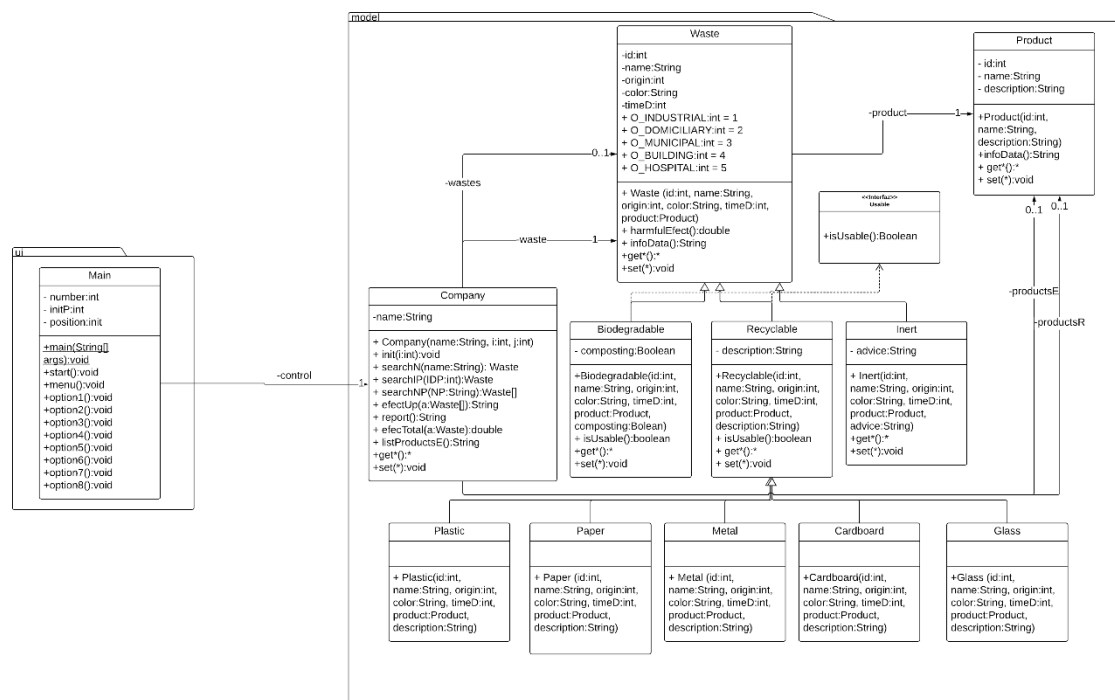 model
Waste
-id:int
-name:String
-origin:int
-color:String
-timeD:int
+ O_INDUSTRIAL:int = 1
+ O_DOMICILIARY:int = 2
+ O_MUNICIPAL:int = 3
+ O_BUILDING:int = 4
+ O_HOSPITAL:int = 5
+ Waste (id:int, name:String,
origin:int, color:String, timeD:int,
product:Product)
+ harmfulEfect():double
+ infoData():String
+get*():*
+set(*):void
Product
- id:int
- name:String
- description:String
+Product(id:int,
name:String,
description:String)
+infoData():String
+ get*():*
+ set(*):void
-product
1
0..1
-wastes
-waste
1
<<Interfaz>>
Usable
+isUsable():Boolean
0..1
0..1
-productsE
-productsR
ui
Main
- number:int
- initP:int
- position:init
+main(String[]
args):void
+start():void
+menu():void
+option1():void
+option2():void
+option3():void
+option4():void
+option5():void
+option6():void
+option7():void
+option8():void
-control
1
Company
-name:String
+ Company(name:String, i:int, j:int)
+ init(i:int):void
+ searchN(name:String): Waste
+ searchIP(IDP:int):Waste
+ searchNP(NP:String):Waste[]
+ efectUp(a:Waste[]):String
+ report():String
+ efecTotal(a:Waste):double
+ listProductsE():String
+get*():*
+set(*):void
Biodegradable
- composting:Boolean
+Biodegradable(id:int,
name:String, origin:int,
color:String, timeD:int,
product:Product,
composting:Bolean)
+ isUsable():boolean
+get*():*
+set(*):void
Recyclable
- description:String
+Recyclable(id:int,
name:String, origin:int,
color:String, timeD:int,
product:Product,
description:String)
+ isUsable():boolean
+ get*():*
+ set(*):void
Inert
- advice:String
+ Inert(id:int,
name:String, origin:int,
color:String, timeD:int,
product:Product,
advice:String)
+get*():*
+set(*):void
Plastic
+ Plastic(id:int,
name:String, origin:int,
color:String, timeD:int,
product:Product,
description:String)
Paper
+ Paper (id:int,
name:String, origin:int,
color:String, timeD:int,
product:Product,
description:String)
Metal
+ Metal (id:int,
name:String, origin:int,
color:String, timeD:int,
product:Product,
description:String)
Cardboard
+Cardboard(id:int,
name:String, origin:int,
color:String, timeD:int,
product:Product,
description:String)
Glass
+Glass (id:int,
name:String, origin:int,
color:String, timeD:int,
product:Product,
description:String)